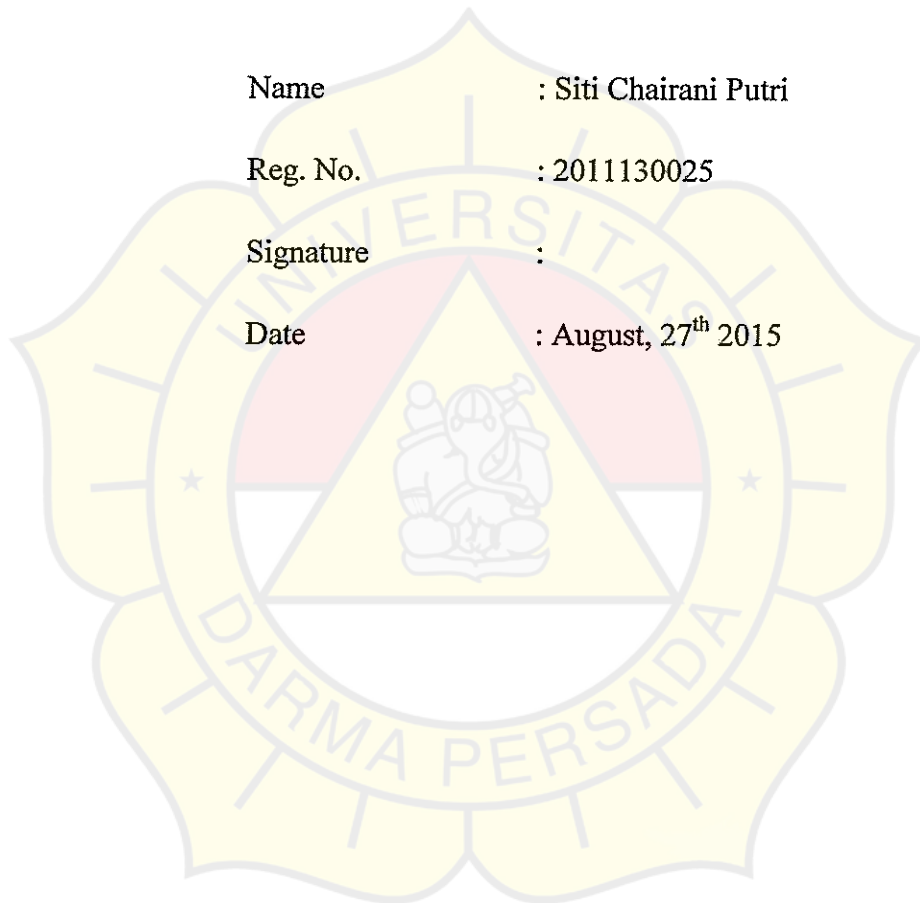 Name : Siti Chairani Putri
Reg. No. : 2011130025
Signature :
Date : August, 27th 2015
UNIVERSITAS
DARMA PERSADA